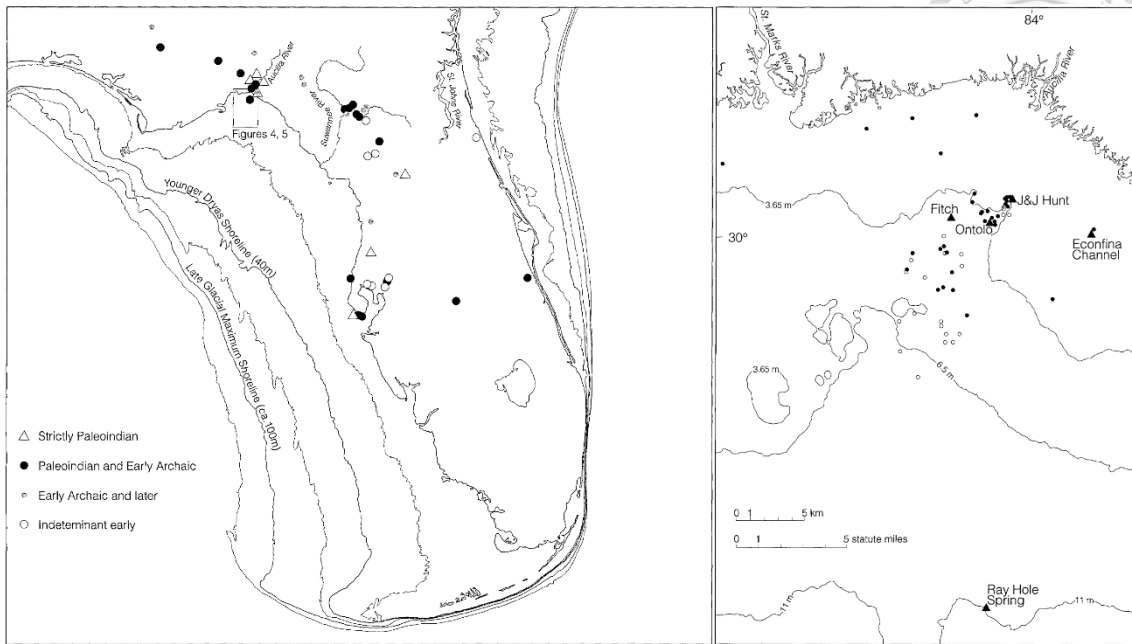 Aucilla River
Suwannee River
St. Johns River
Figures 4, 5
Younger Dryas Shoreline (40m)
Late Glacial Maximum Shoreline (ca 100m)
Strictly Paleoindian
Paleoindian and Early Archaic
Early Archaic and later
Indeterminant early
84°
St. Marks River
Aucilla River
3.65 m
J&J Hunt
Fitch
Ontolo
30°
Econfina
Channel
3.65 m
6.5 m
0 1 5 km
0 1 5 statute miles
Ray Hole
Spring
11 m
11 m